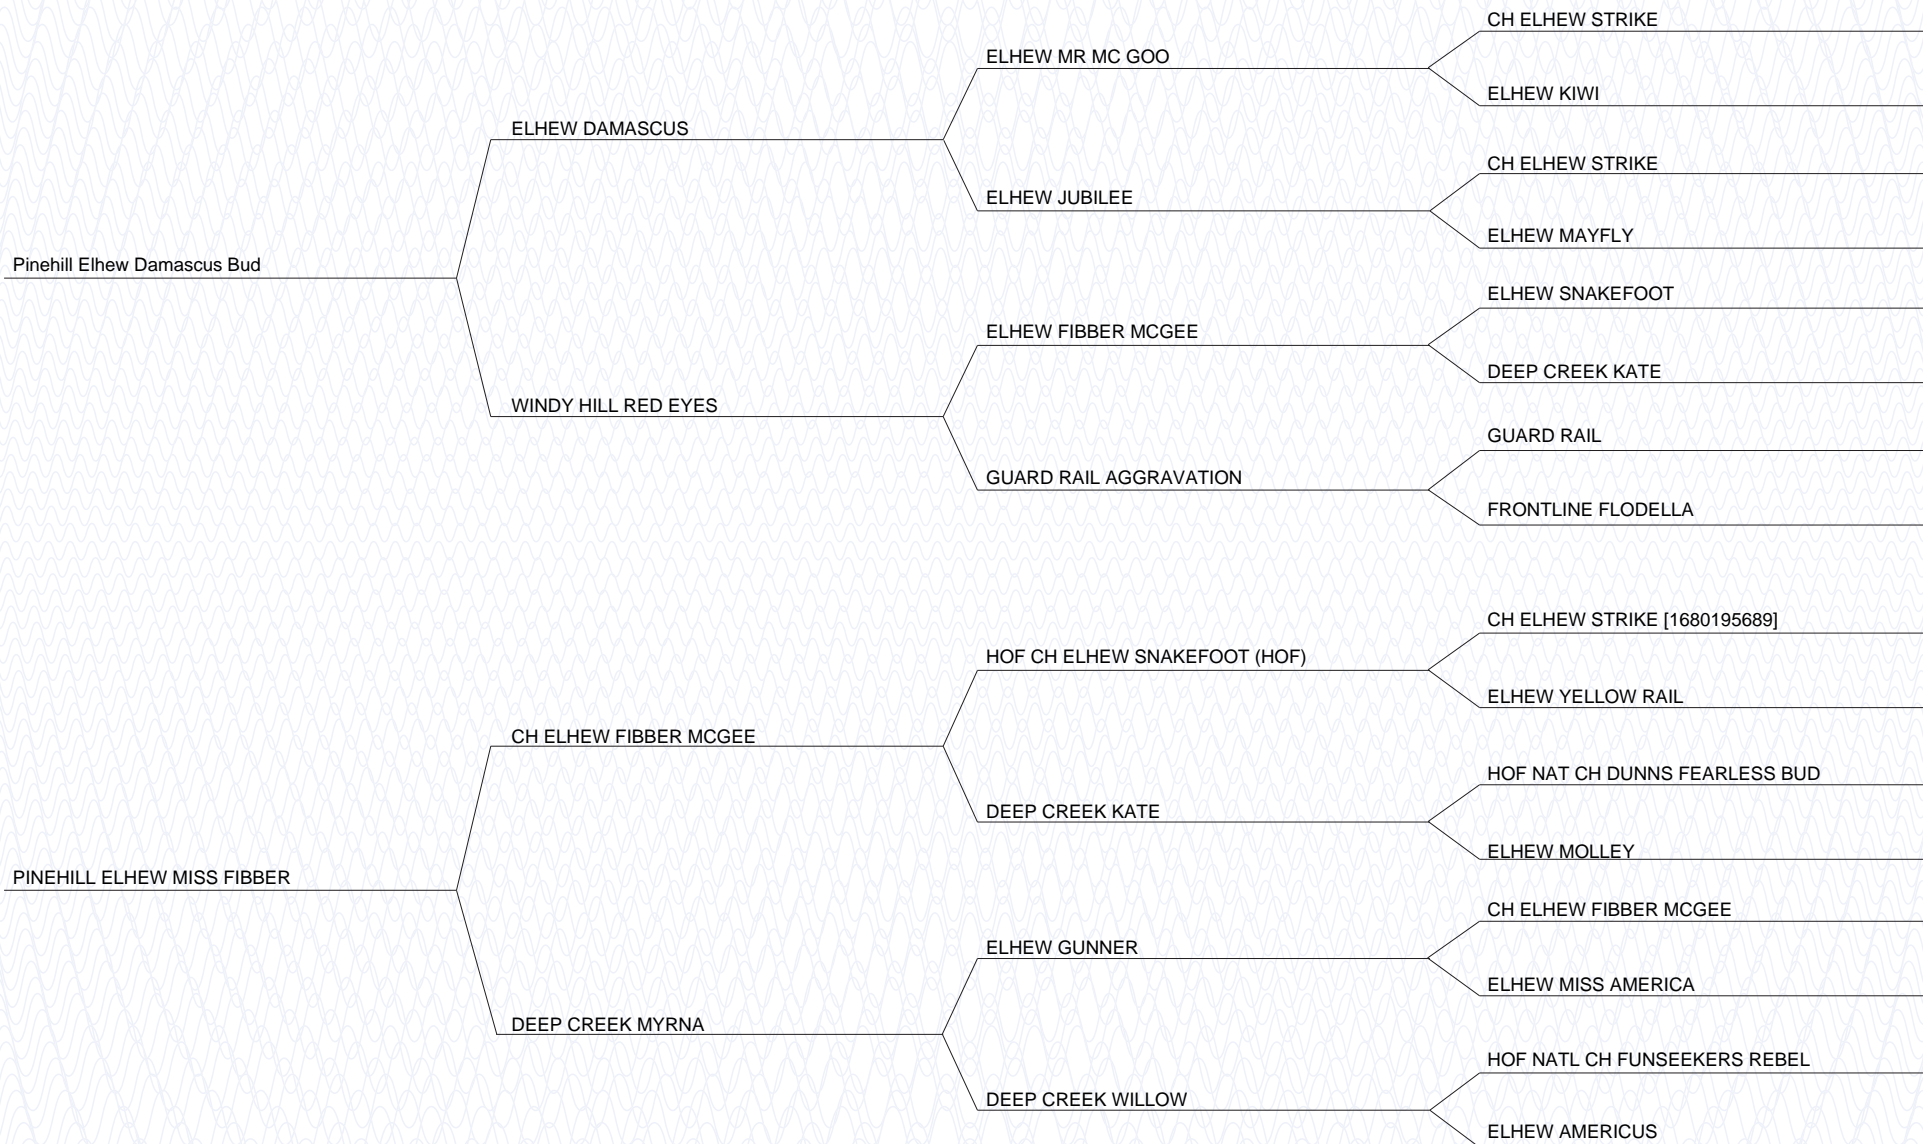 CH ELHEW STRIKE
ELHEW MR MC GOO
ELHEW KIWI
ELHEW DAMASCUS
CH ELHEW STRIKE
ELHEW JUBILEE
ELHEW MAYFLY
Pinehill Elhew Damascus Bud
ELHEW SNAKEFOOT
ELHEW FIBBER MCGEE
DEEP CREEK KATE
WINDY HILL RED EYES
GUARD RAIL
GUARD RAIL AGGRAVATION
FRONTLINE FLODELLA
CH ELHEW STRIKE [1680195689]
HOF CH ELHEW SNAKEFOOT (HOF)
ELHEW YELLOW RAIL
CH ELHEW FIBBER MCGEE
HOF NAT CH DUNNS FEARLESS BUD
DEEP CREEK KATE
ELHEW MOLLEY
PINEHILL ELHEW MISS FIBBER
CH ELHEW FIBBER MCGEE
ELHEW GUNNER
ELHEW MISS AMERICA
DEEP CREEK MYRNA
HOF NATL CH FUNSEEKERS REBEL
DEEP CREEK WILLOW
ELHEW AMERICUS